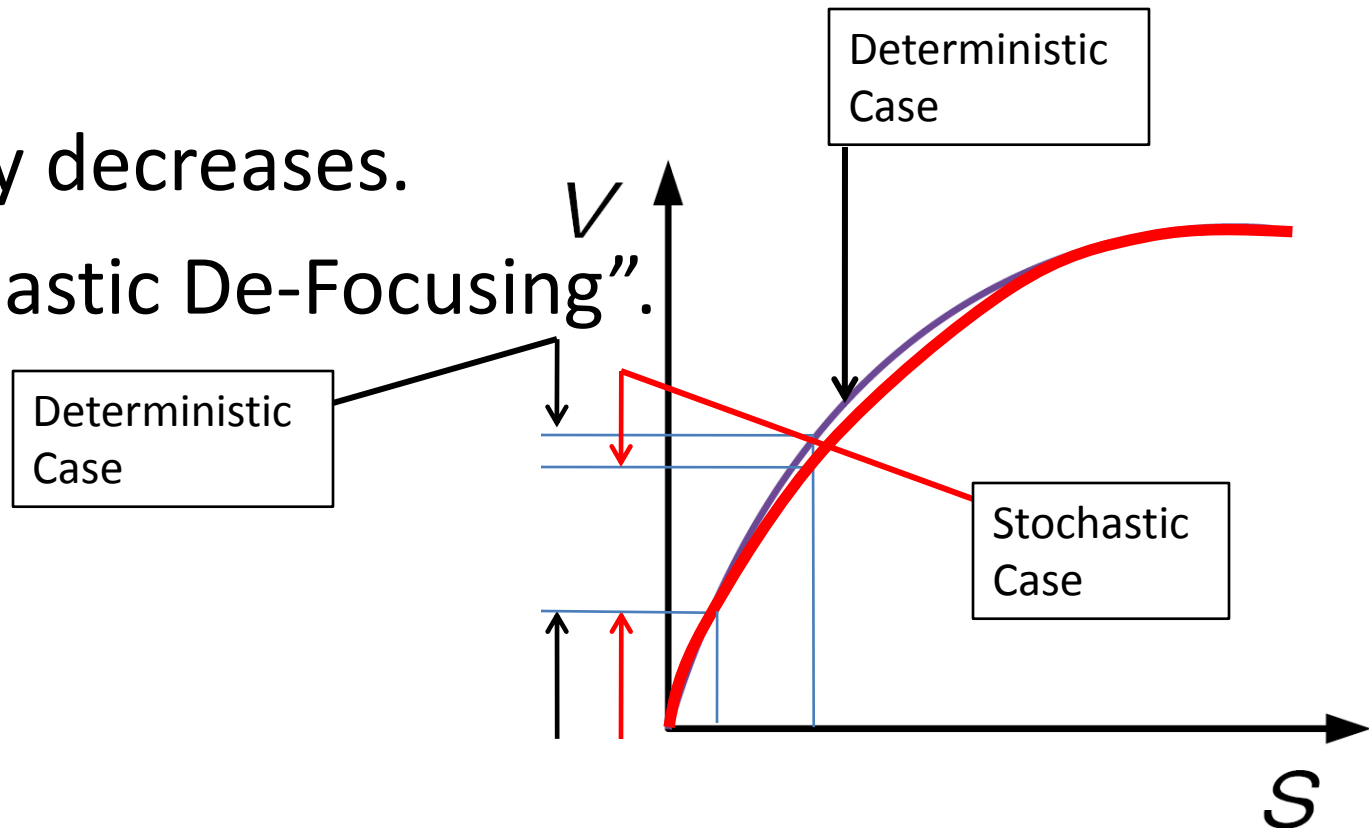 Deterministic
Case
y decreases.
V
astic De-Focusing”.
Deterministic
Case
Stochastic
Case
S